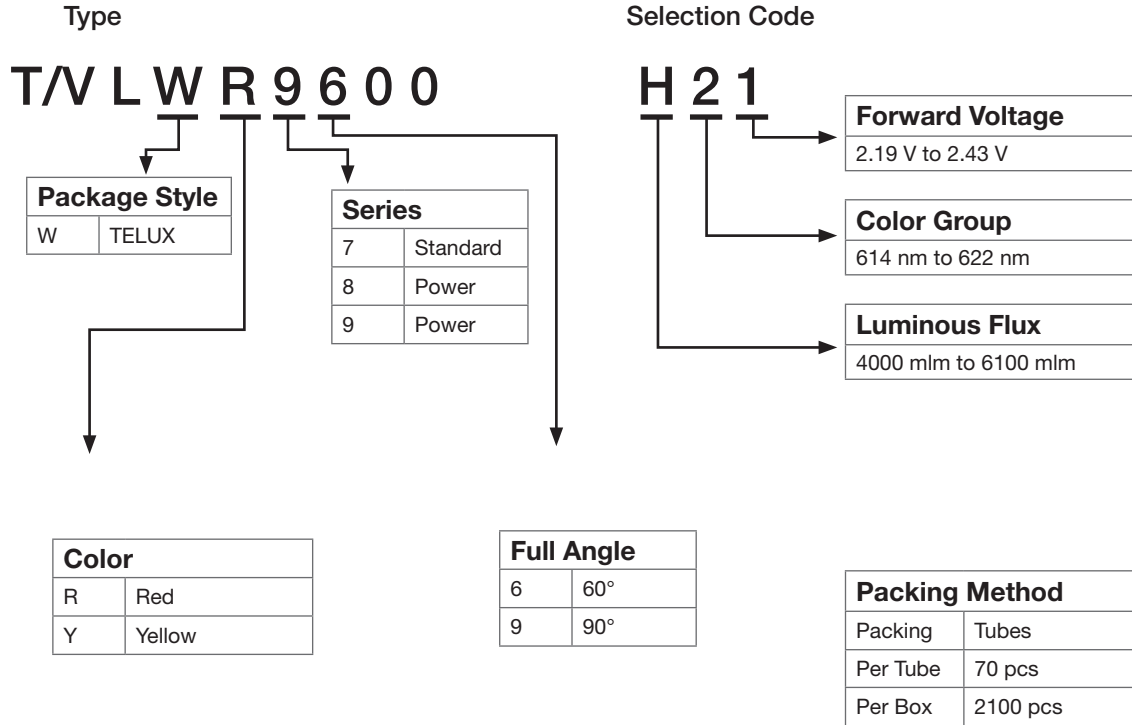 Type
Selection Code
T/V L W R 9 6 0 0
H 2 1
Forward Voltage
2.19 V to 2.43 V
Package Style
W TELUX
Series
7 Standard
8 Power
9 Power
Color Group
614 nm to 622 nm
Luminous Flux
4000 mlm to 6100 mlm
Color
R Red
Y Yellow
Full Angle
6 60°
9 90°
Packing Method
Packing Tubes
Per Tube 70 pcs
Per Box 2100 pcs